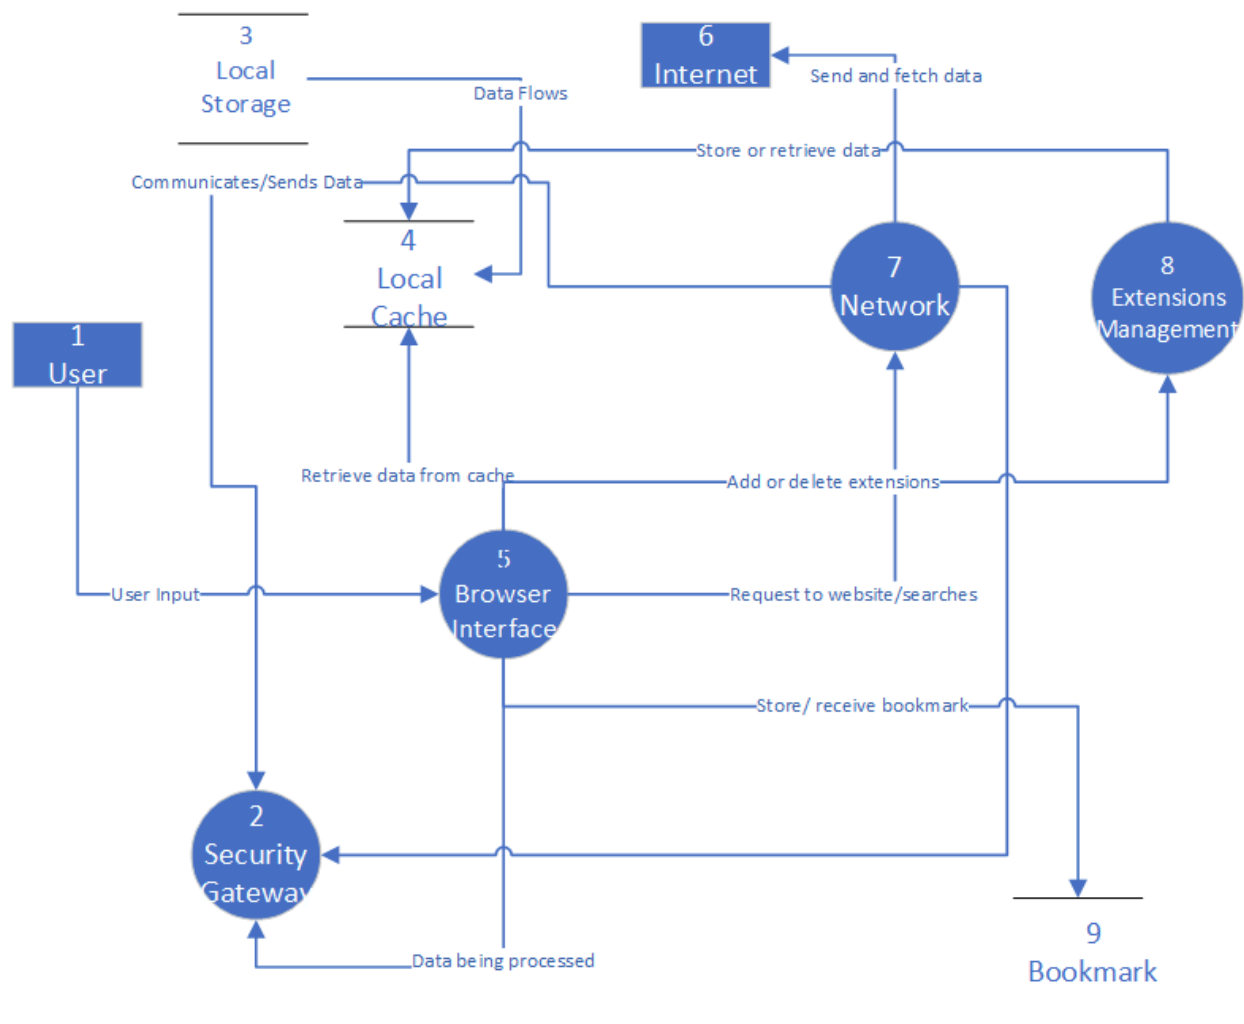 3
Local
Storage
6
Internet
Send and fetch data
Data Flows
Store or retrieve data
Communicates/Sends Data
4
Local
Cache
7
Network
8
Extensions
Management
1
User
Retrieve data from cache
Add or delete extensions
5
Browser
Interface
User Input
Request to website/searches
Store/ receive bookmark
2
Security
Gateway
9
Bookmark
Data being processed